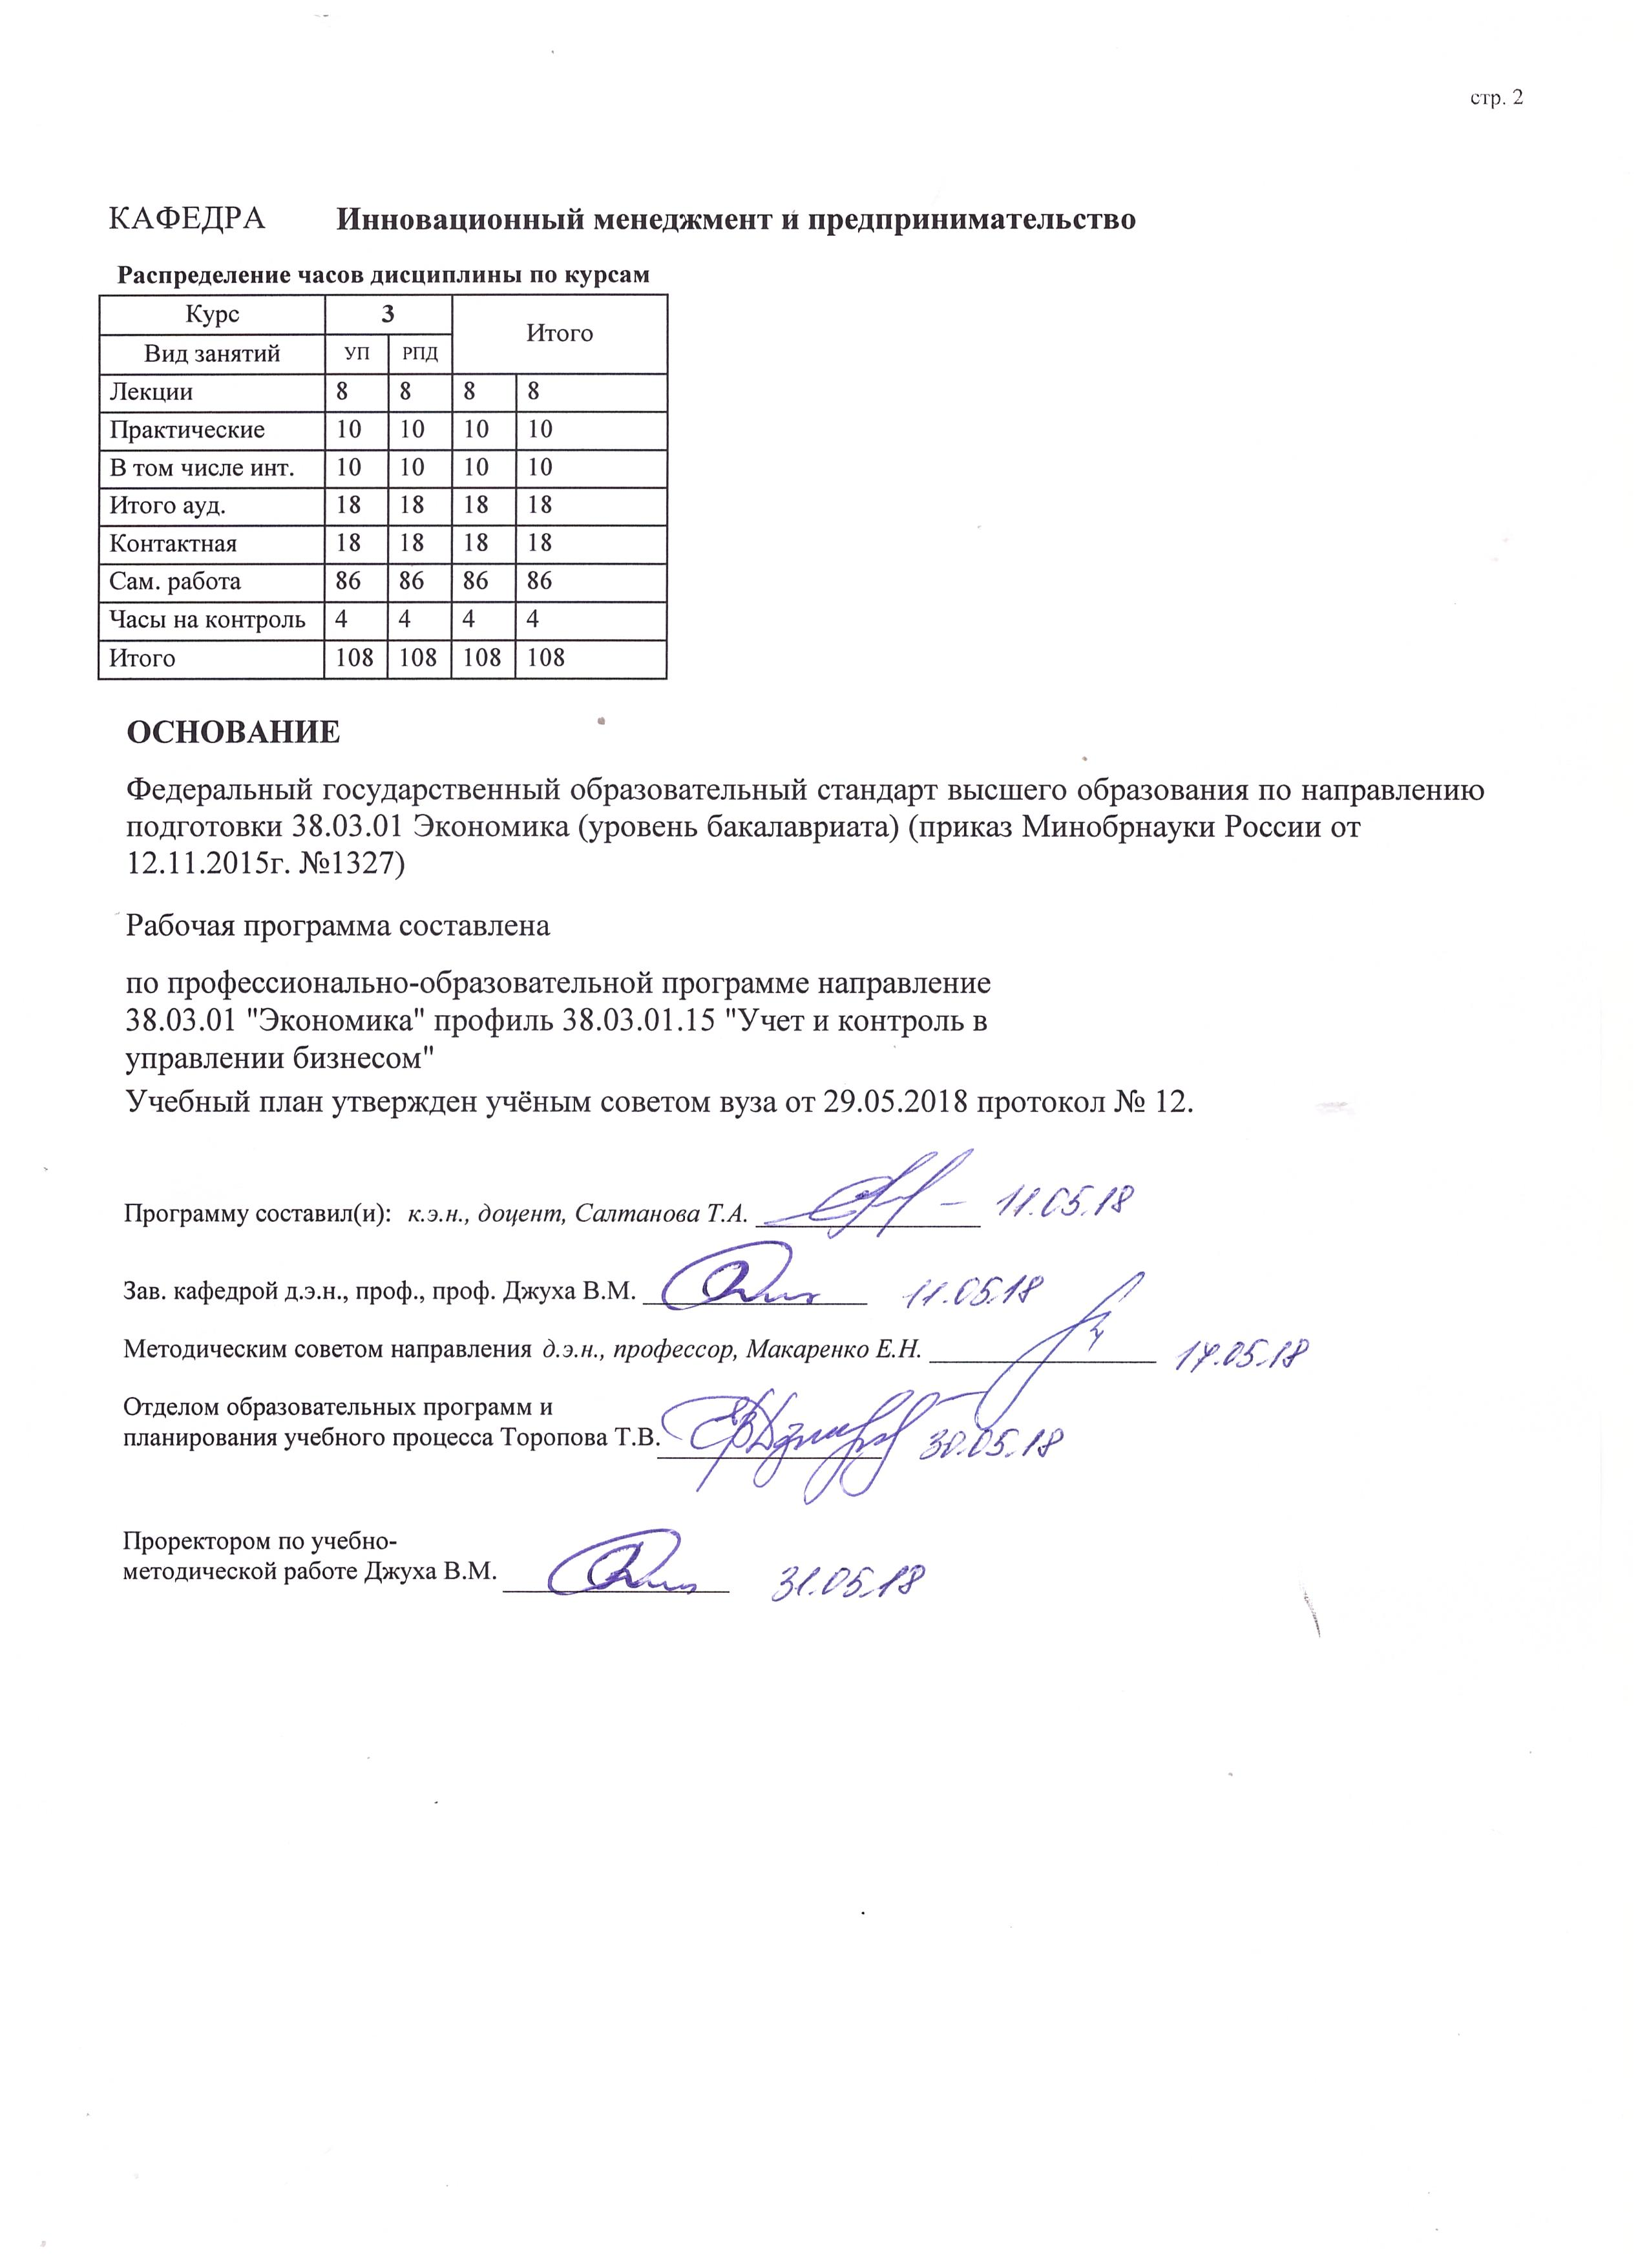 стр. 2
КАФЕДРА Инновационный менеджмент и предпринимательство
Распределение часов дисциплины по курсам
Курс 3 Итого
Вид занятий УП РПД
Лекции 8 8 8 8
Практические 10 10 10 10
В том числе инт. 10 10 10 10
Итого ауд. 18 18 18 18
Контактная 18 18 18 18
Сам. работа 86 86 86 86
Часы на контроль 4 4 4 4
Итого 108 108 108 108
ОСНОВАНИЕ
Федеральный государственный образовательный стандарт высшего образования по направлению
подготовки 38.03.01 Экономика (уровень бакалавриата) (приказ Минобрнауки России от
12.11.2015г. №1327)
Рабочая программа составлена
по профессионально-образовательной программе направление
38.03.01 "Экономика" профиль 38.03.01.15 "Учет и контроль в
управлении бизнесом"
Учебный план утвержден учёным советом вуза от 29.05.2018 протокол № 12.
Программу составил(и): к.э.н., доцент, Салтанова Т.А. 11.05.18
Зав. кафедрой д.э.н., проф., проф. Джуха В.М. 11.05.18
Методическим советом направления д.э.н., профессор, Макаренко Е.Н.
Отделом образовательных программ и
планирования учебного процесса Торопова Т.В. 30.05.18
Проректором по учебно-
методической работе Джуха В.М. 31.05.18